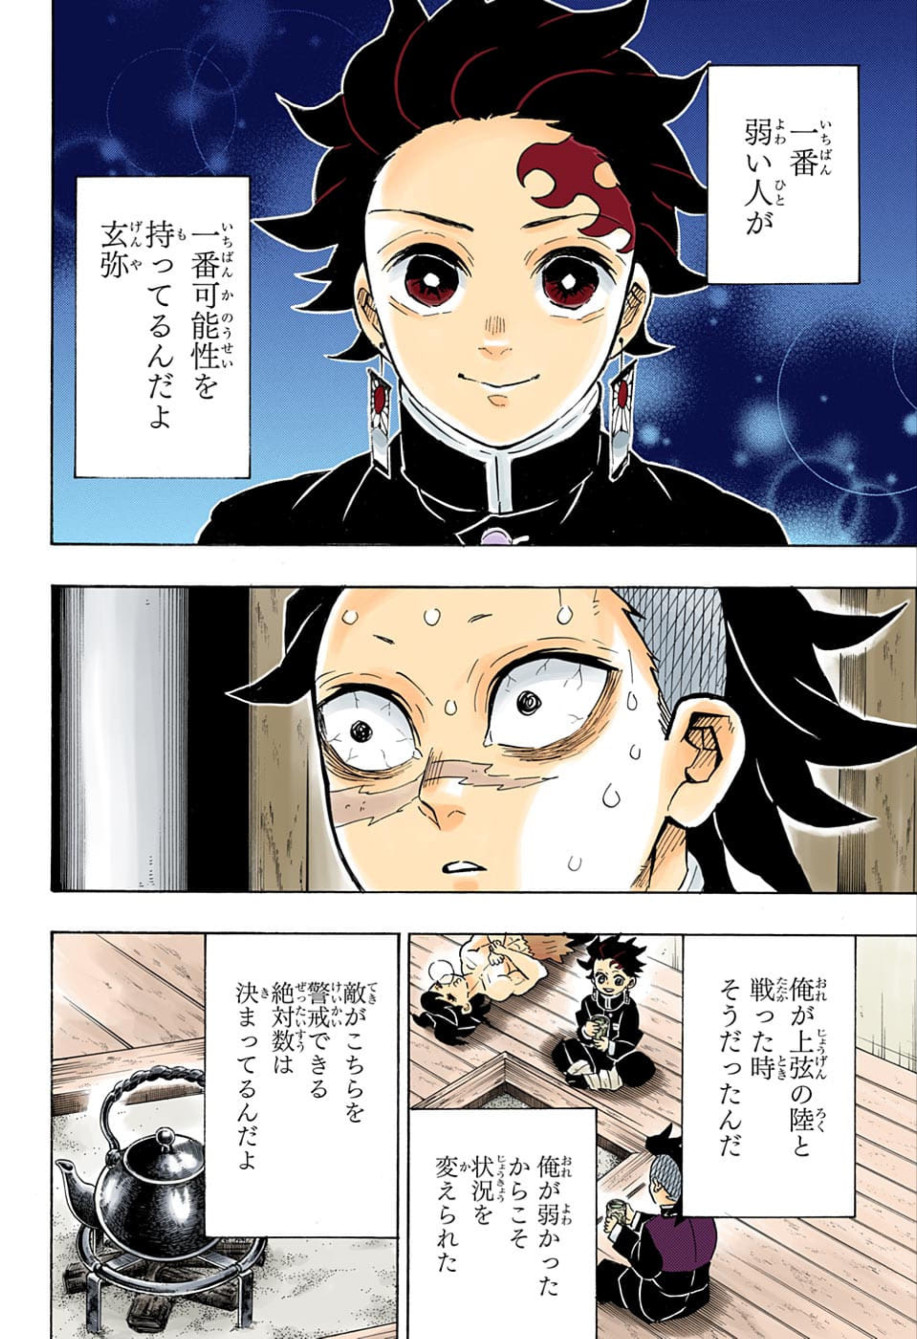 一番
弱い人が
一番可能性を
持ってるんだよ
玄弥
俺が上弦の陸と
戦った時
そうだったんだ
俺が弱かった
からこそ
状況を
変えられた
敵がこちらを
警戒できる
絶対数は
決まってるんだよ